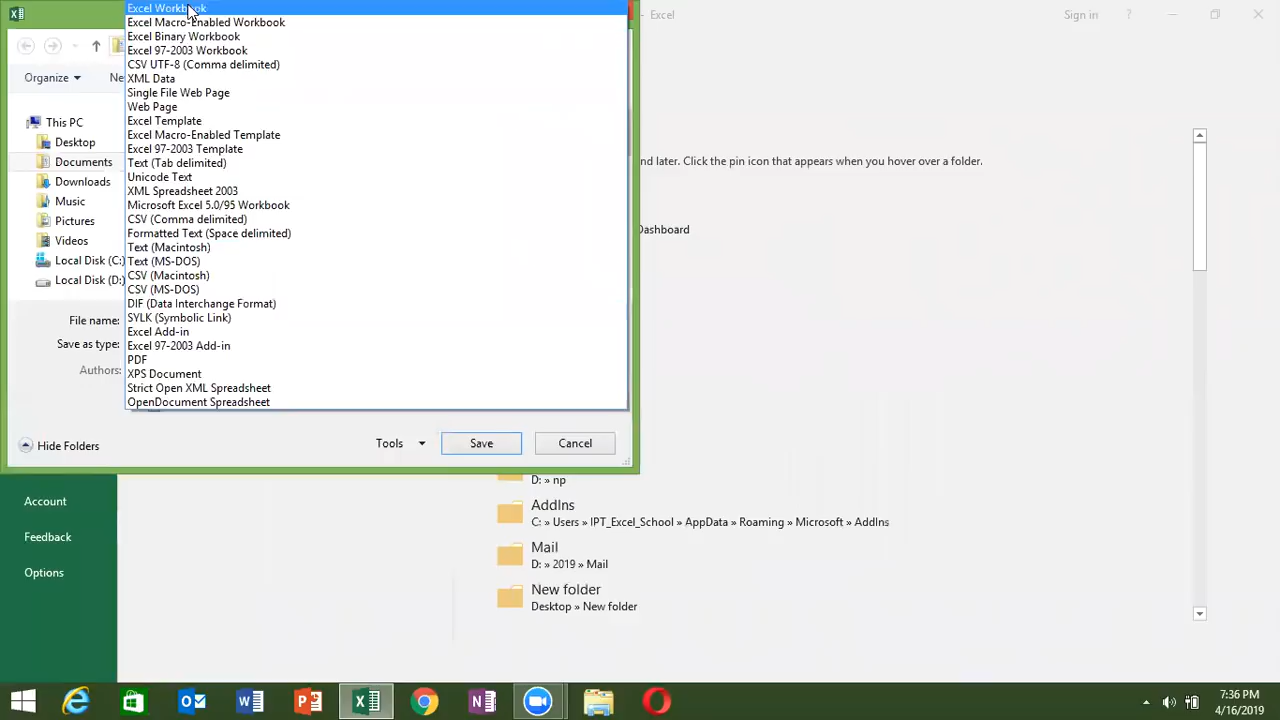 - Excel
Sign in
?
Excel Workbook
Excel Macro-Enabled Workbook
Excel Binary Workbook
Excel 97-2003 Workbook
CSV UTF-8 (Comma delimited)
XML Data
Single File Web Page
Web Page
Excel Template
Excel Macro-Enabled Template
Excel 97-2003 Template
Text (Tab delimited)
Unicode Text
XML Spreadsheet 2003
Microsoft Excel 5.0/95 Workbook
CSV (Comma delimited)
Formatted Text (Space delimited)
Text (Macintosh)
Text (MS-DOS)
CSV (Macintosh)
CSV (MS-DOS)
DIF (Data Interchange Format)
SYLK (Symbolic Link)
Excel Add-in
Excel 97-2003 Add-in
PDF
XPS Document
Strict Open XML Spreadsheet
OpenDocument Spreadsheet
Organize
Ne
This PC
Desktop
Documents
Downloads
Music
Pictures
Videos
Local Disk (C:)
Local Disk (D:)
File name:
Save as type:
Authors:
Hide Folders
Tools
Save
Cancel
nd later. Click the pin icon that appears when you hover over a folder.
Dashboard
D: » np
AddIns
C: » Users » IPT_Excel_School » AppData » Roaming » Microsoft » AddIns
Mail
D: » 2019 » Mail
New folder
Desktop » New folder
Account
Feedback
Options
7:36 PM
4/16/2019